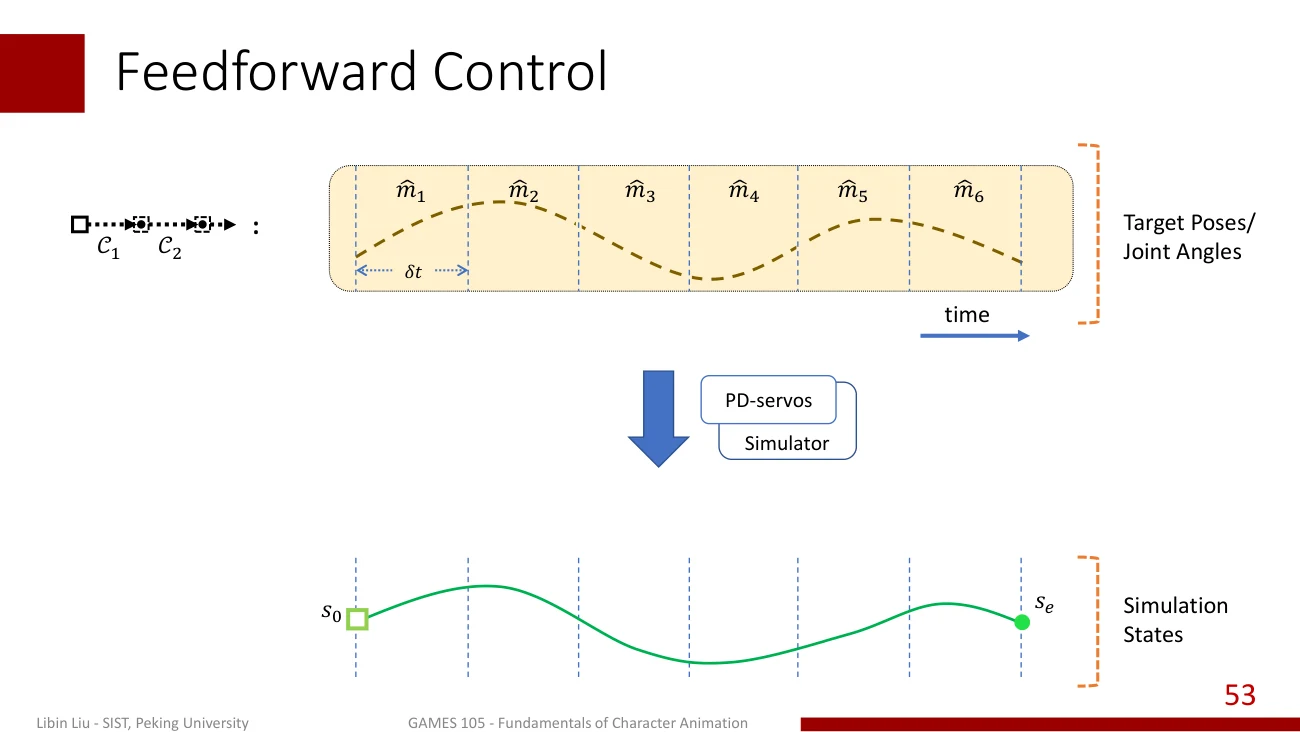 Feedforward Control
m̂₁ m̂₂ m̂₃ m̂₄ m̂₅ m̂₆
𝒞₁ 𝒞₂ :
δt
Target Poses/
Joint Angles
time
PD-servos
Simulator
s₀
sₑ
Simulation
States
53
Libin Liu - SIST, Peking University
GAMES 105 - Fundamentals of Character Animation